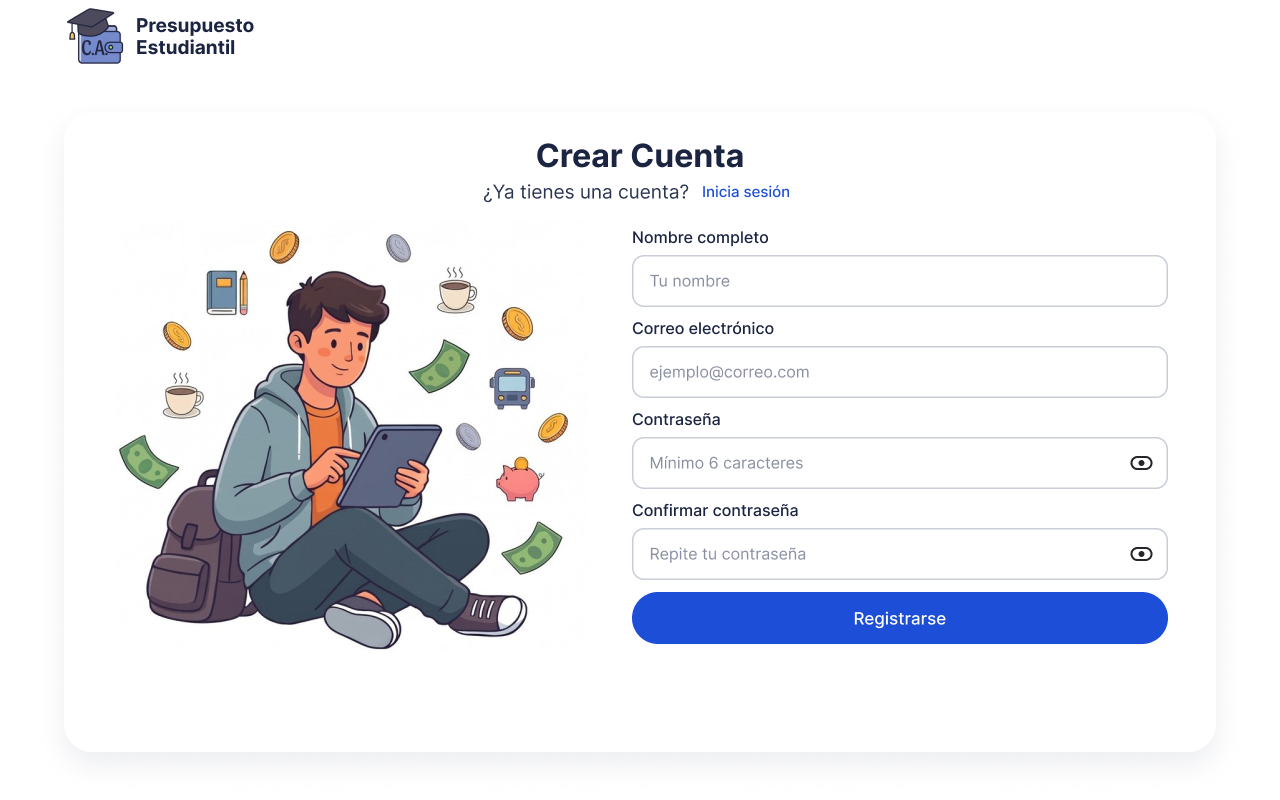 C.A.
Presupuesto
Estudiantil
Crear Cuenta
¿Ya tienes una cuenta? Inicia sesión
Nombre completo
Tu nombre
Correo electrónico
ejemplo@correo.com
Contraseña
Mínimo 6 caracteres
Confirmar contraseña
Repite tu contraseña
Registrarse